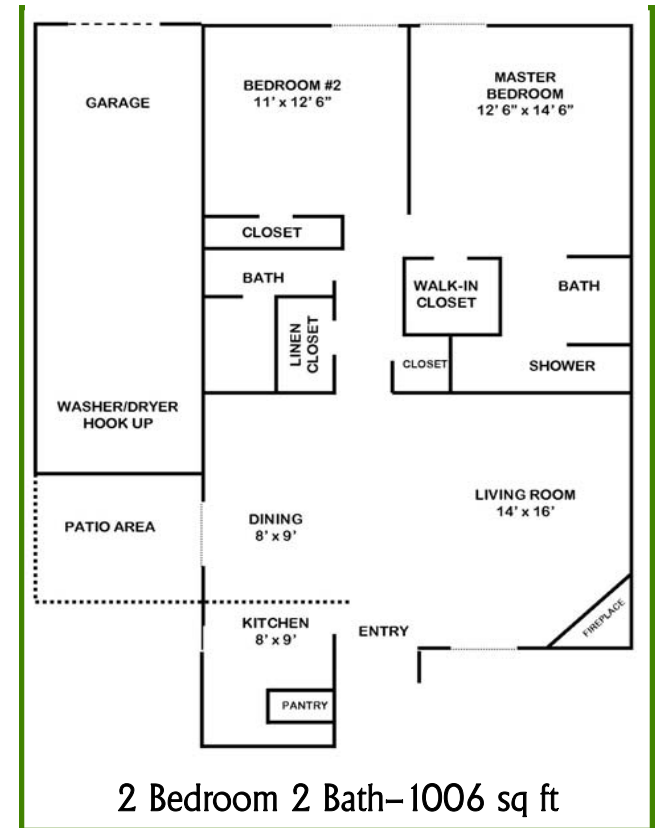 GARAGE
BEDROOM #2
11' x 12' 6"
MASTER
BEDROOM
12' 6" x 14' 6"
CLOSET
BATH
LINEN
CLOSET
WALK-IN
CLOSET
BATH
CLOSET
SHOWER
WASHER/DRYER
HOOK UP
PATIO AREA
DINING
8' x 9'
LIVING ROOM
14' x 16'
FIREPLACE
KITCHEN
8' x 9'
ENTRY
PANTRY
2 Bedroom 2 Bath–1006 sq ft